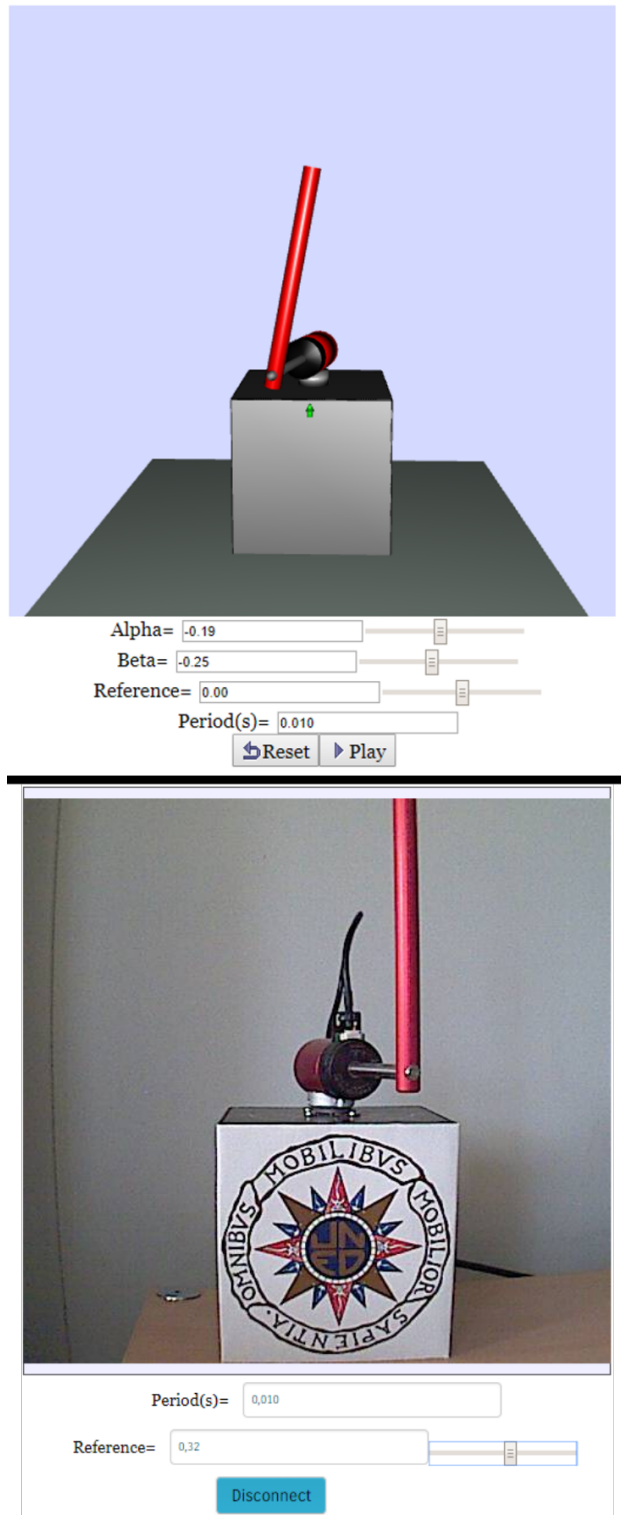 Alpha= -0.19
Beta= -0.25
Reference= 0.00
Period(s)= 0.010
Reset Play
MOBILIBVS MOBILIOR SAPIENTIA. OMNIBVS
UNED
Period(s)= 0,010
Reference= 0,32
Disconnect